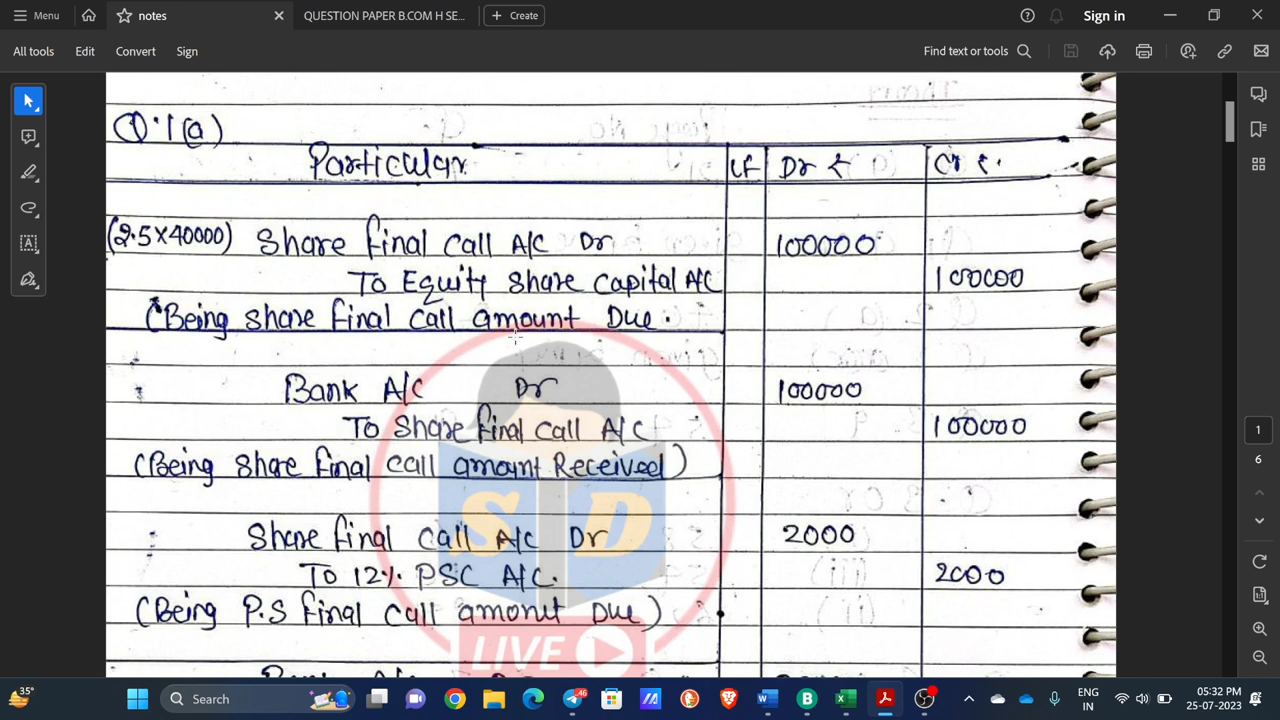 Menu
notes
QUESTION PAPER B.COM H SE...
Create
Sign in
All tools
Edit
Convert
Sign
Find text or tools
Q.1(a)
Particular
LF
Dr ₹
Cr ₹.
(2.5×40000) Share final call A/C Dr
100000
To Equity Share Capital A/C
100000
(Being share final call amount Due.
Bank A/C Dr
100000
To Share final call A/C
100000
(Being Share final call amount Received)
Share final call A/C Dr
2000
To 12% PSC A/C.
2000
(Being P.S final call amonut Due)
SD
LIVE
1
6
35°
Search
46
ENG
IN
05:32 PM
25-07-2023